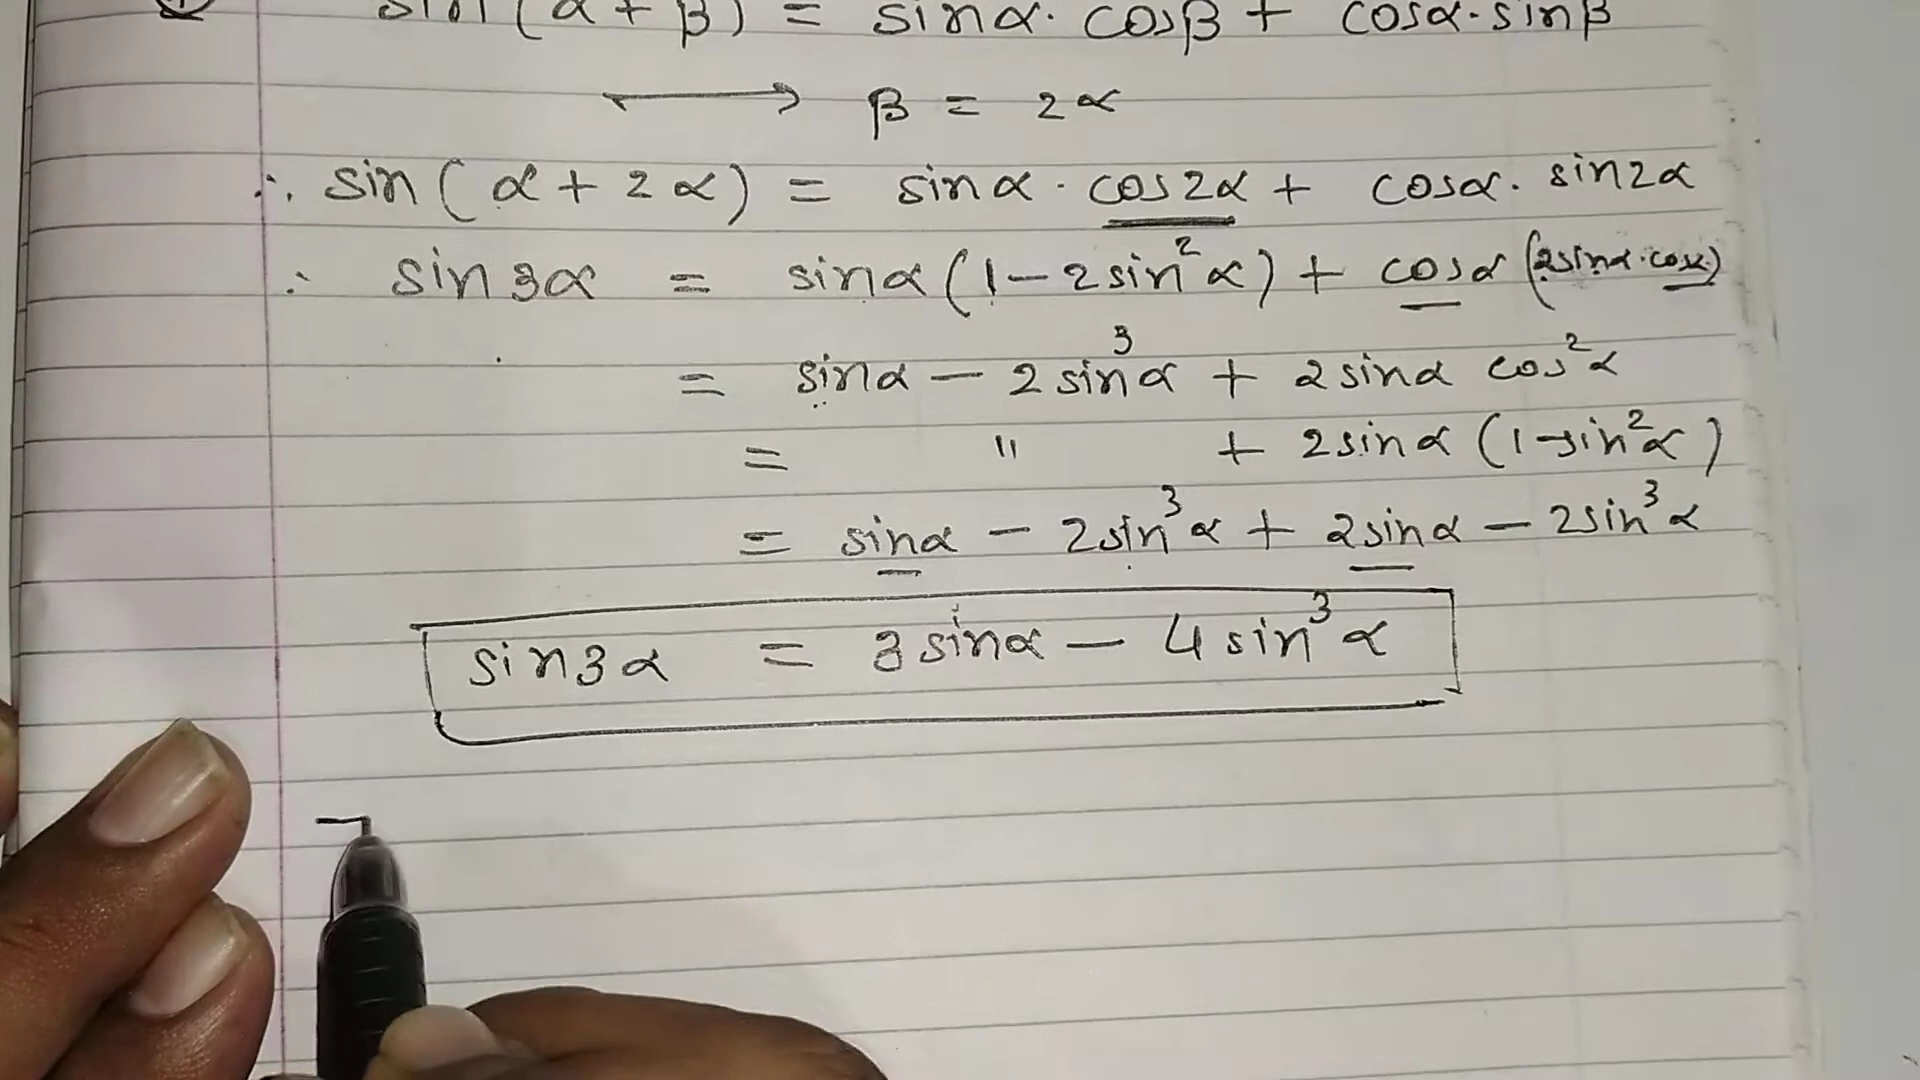 sin(α + β) = sinα · cosβ + cosα · sinβ
⟶ β = 2α
∴ sin(α + 2α) = sinα · cos2α + cosα · sin2α
∴ sin3α = sinα(1 − 2sin²α) + cosα(2sinα·cosα)
= sinα − 2sin³α + 2sinα cos²α
= " + 2sinα(1−sin²α)
= sinα − 2sin³α + 2sinα − 2sin³α
sin3α = 3sinα − 4sin³α